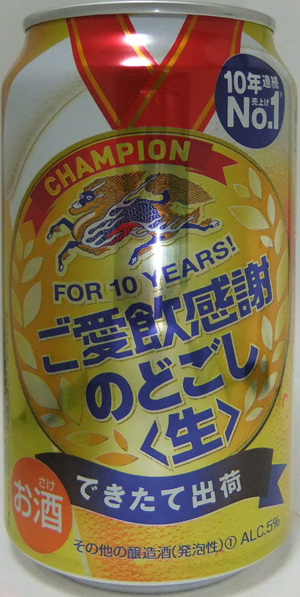 10年連続
売上げ
No.1
CHAMPION
FOR 10 YEARS!
ご愛飲感謝
のどごし
〈生〉
できたて出荷
さけ
お酒
その他の醸造酒(発泡性)① ALC.5%